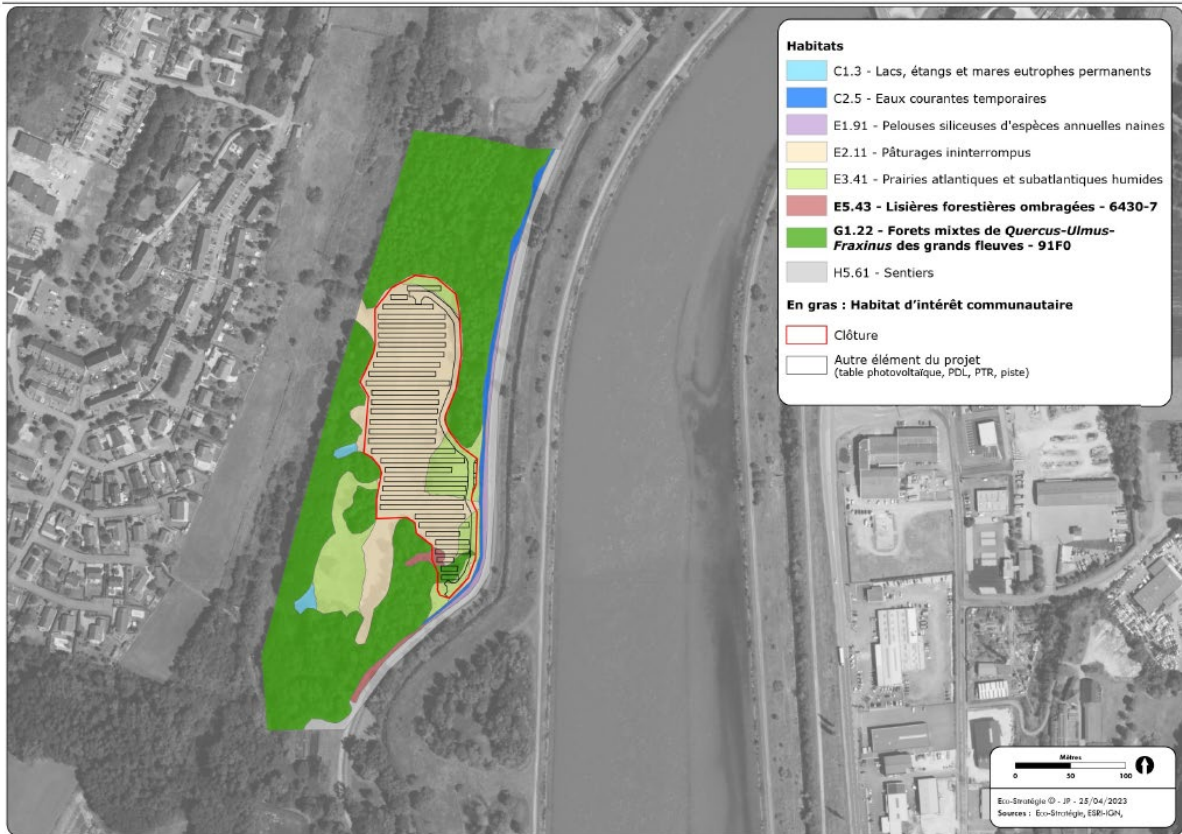 Habitats
C1.3 - Lacs, étangs et mares eutrophes permanents
C2.5 - Eaux courantes temporaires
E1.91 - Pelouses siliceuses d'espèces annuelles naines
E2.11 - Pâturages ininterrompus
E3.41 - Prairies atlantiques et subatlantiques humides
E5.43 - Lisières forestières ombragées - 6430-7
G1.22 - Forets mixtes de Quercus-Ulmus-
Fraxinus des grands fleuves - 91F0
H5.61 - Sentiers
En gras : Habitat d'intérêt communautaire
Clôture
Autre élément du projet
(table photovoltaïque, PDL, PTR, piste)
Mètres
0 50 100
Eco-Stratégie © - JP - 25/04/2023
Sources : Eco-Stratégie, ESRI-IGN,